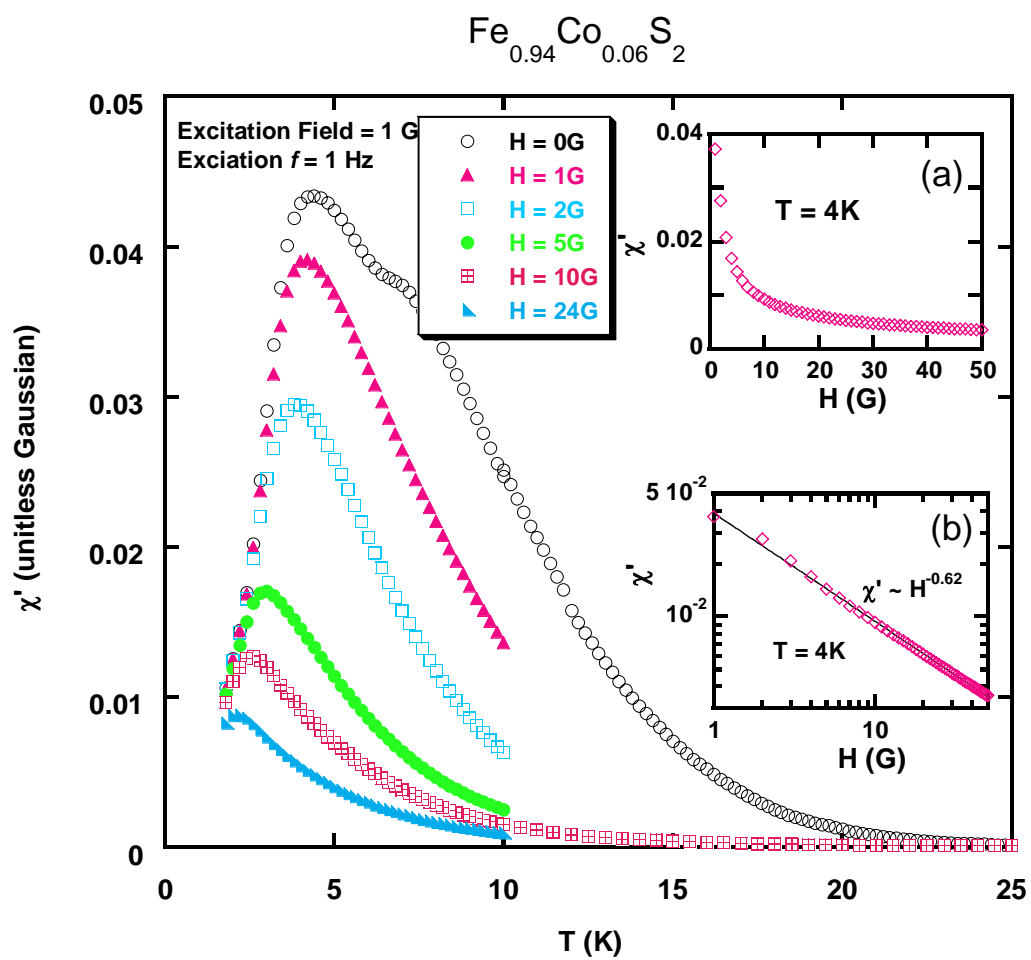 Fe0.94Co0.06S2
Excitation Field = 1 G
Exciation f = 1 Hz
H = 0G
H = 1G
H = 2G
H = 5G
H = 10G
H = 24G
0.05
0.04
0.03
0.02
0.01
0
χ' (unitless Gaussian)
0
5
10
15
20
25
T (K)
(a)
T = 4K
0.04
0.02
0
χ'
0
10
20
30
40
50
H (G)
(b)
χ' ~ H-0.62
T = 4K
5 10-2
10-2
χ'
1
10
H (G)